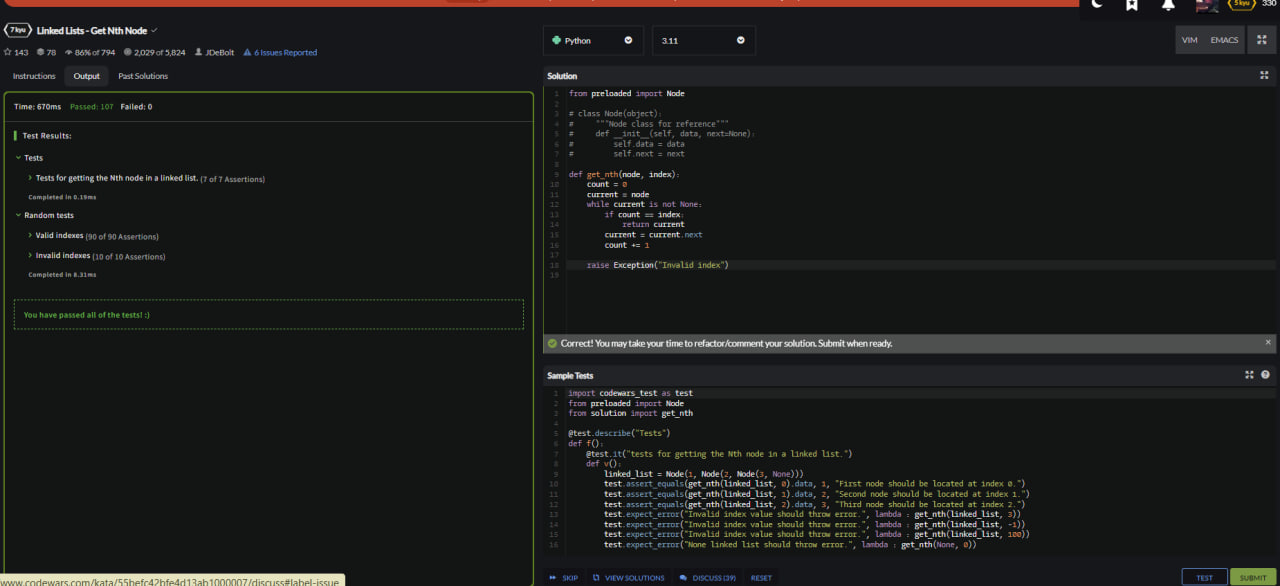 5 kyu
330
7 kyu Linked Lists - Get Nth Node
143 78 86% of 794 2,029 of 5,824 JDeBolt 6 Issues Reported
Instructions Output Past Solutions
Time: 670ms Passed: 107 Failed: 0
Test Results:
Tests
Tests for getting the Nth node in a linked list. (7 of 7 Assertions)
Completed in 0.19ms
Random tests
Valid indexes (90 of 90 Assertions)
Invalid indexes (10 of 10 Assertions)
Completed in 8.31ms
You have passed all of the tests! :)
www.codewars.com/kata/55befc42bfe4d13ab1000007/discuss#label-issue
Python 3.11 VIM EMACS
Solution
1 from preloaded import Node
2
3 # class Node(object):
4 #     """Node class for reference"""
5 #     def __init__(self, data, next=None):
6 #         self.data = data
7 #         self.next = next
8
9 def get_nth(node, index):
10     count = 0
11     current = node
12     while current is not None:
13         if count == index:
14             return current
15         current = current.next
16         count += 1
17
18     raise Exception("Invalid index")
19
Correct! You may take your time to refactor/comment your solution. Submit when ready. ×
Sample Tests
1 import codewars_test as test
2 from preloaded import Node
3 from solution import get_nth
4
5 @test.describe("Tests")
6 def f():
7     @test.it("tests for getting the Nth node in a linked list.")
8     def v():
9         linked_list = Node(1, Node(2, Node(3, None)))
10         test.assert_equals(get_nth(linked_list, 0).data, 1, "First node should be located at index 0.")
11         test.assert_equals(get_nth(linked_list, 1).data, 2, "Second node should be located at index 1.")
12         test.assert_equals(get_nth(linked_list, 2).data, 3, "Third node should be located at index 2.")
13         test.expect_error("Invalid index value should throw error.", lambda : get_nth(linked_list, 3))
14         test.expect_error("Invalid index value should throw error.", lambda : get_nth(linked_list, -1))
15         test.expect_error("Invalid index value should throw error.", lambda : get_nth(linked_list, 100))
16         test.expect_error("None linked list should throw error.", lambda : get_nth(None, 0))
SKIP VIEW SOLUTIONS DISCUSS (39) RESET TEST SUBMIT